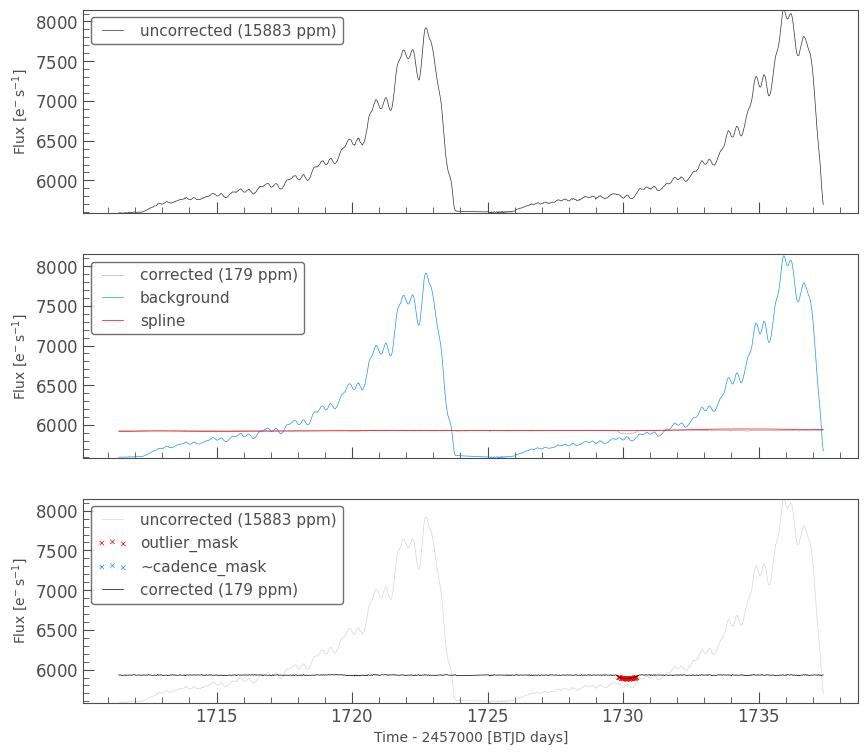 uncorrected (15883 ppm)
8000
7500
7000
6500
6000
Flux [e⁻ s⁻¹]
corrected (179 ppm)
background
spline
8000
7500
7000
6500
6000
Flux [e⁻ s⁻¹]
uncorrected (15883 ppm)
outlier_mask
~cadence_mask
corrected (179 ppm)
8000
7500
7000
6500
6000
Flux [e⁻ s⁻¹]
1715 1720 1725 1730 1735
Time - 2457000 [BTJD days]